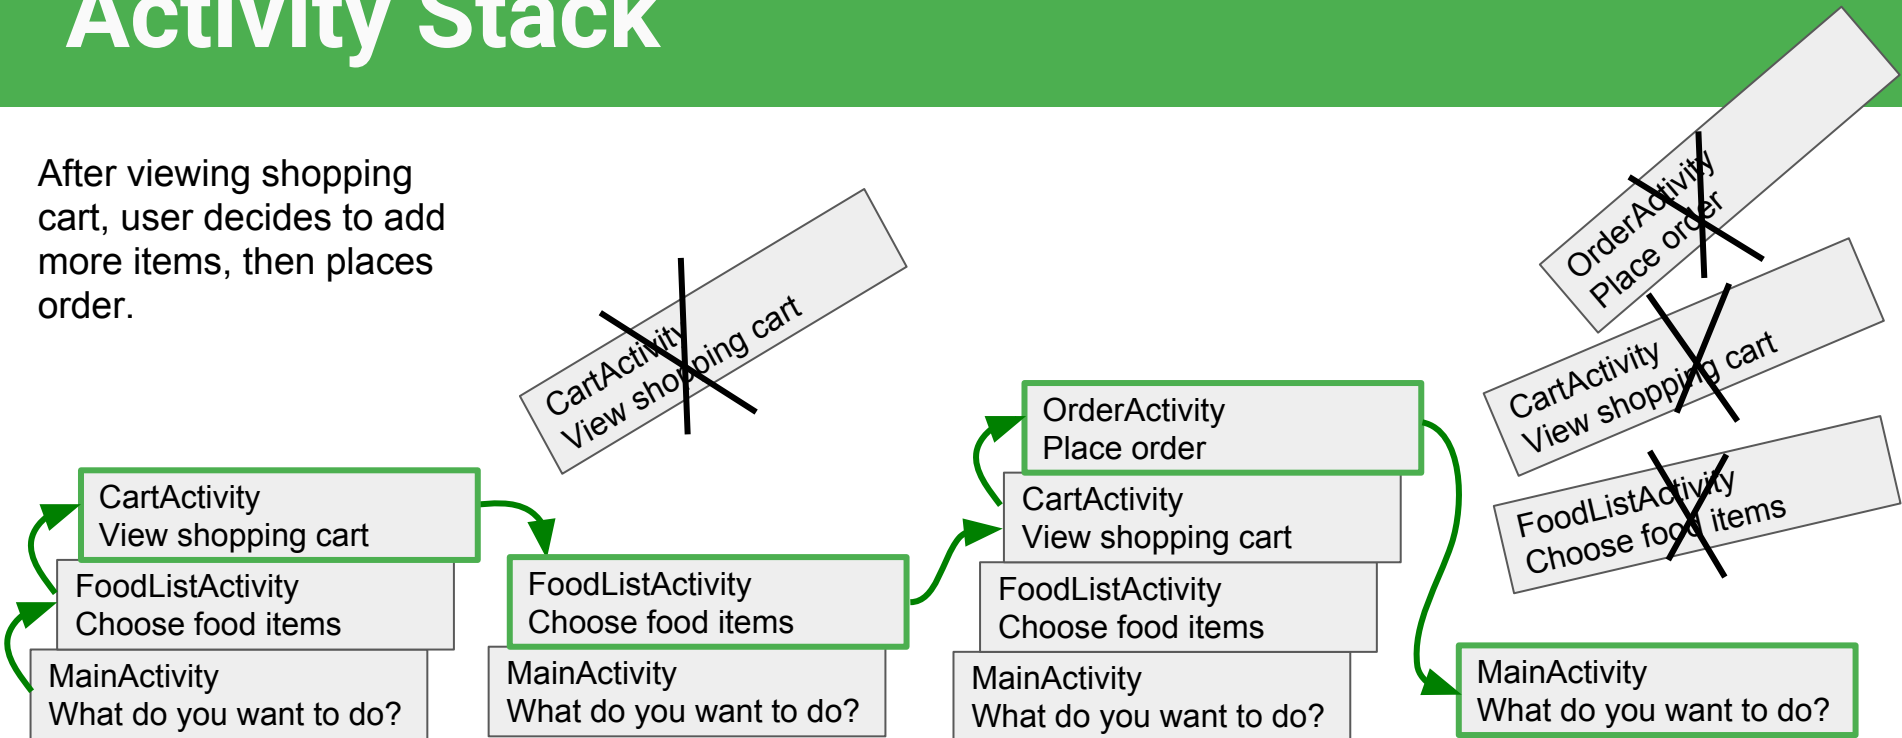 Activity Stack
After viewing shopping
cart, user decides to add
more items, then places
order.
CartActivity
View shopping cart
FoodListActivity
Choose food items
MainActivity
What do you want to do?
CartActivity
View shopping cart
FoodListActivity
Choose food items
MainActivity
What do you want to do?
OrderActivity
Place order
CartActivity
View shopping cart
FoodListActivity
Choose food items
MainActivity
What do you want to do?
OrderActivity
Place order
CartActivity
View shopping cart
FoodListActivity
Choose food items
MainActivity
What do you want to do?